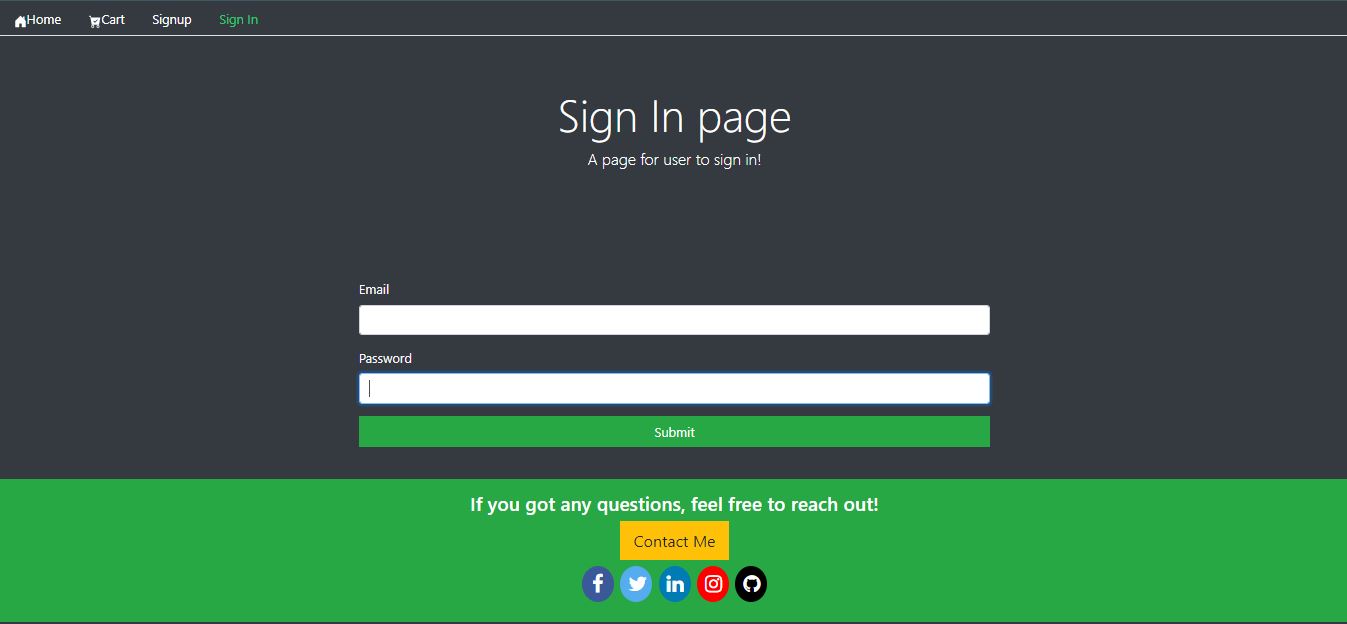 Home Cart Signup Sign In
Sign In page
A page for user to sign in!
Email
Password
Submit
If you got any questions, feel free to reach out!
Contact Me